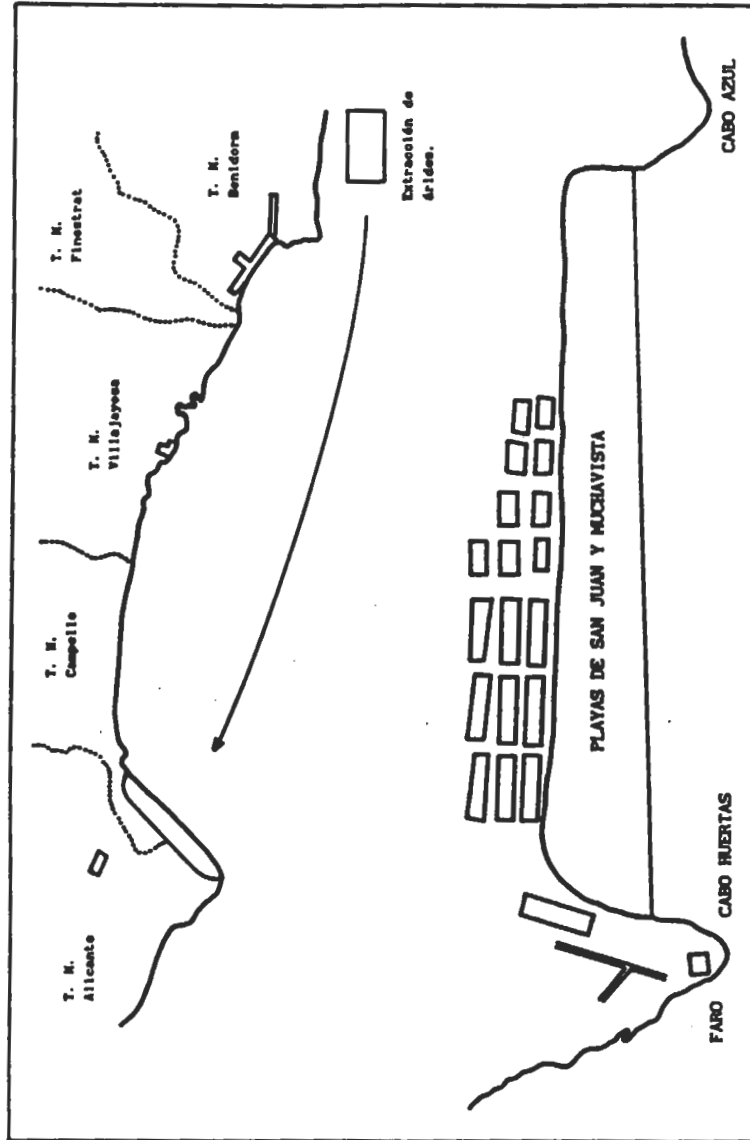 T. M.
Alicante
T. M.
Campello
T. M.
Villajoyosa
T. M.
Finestrat
T. M.
Benidorm
Extracción de
áridos.
PLAYAS DE SAN JUAN Y MUCHAVISTA
FARO
CABO HUERTAS
CABO AZUL